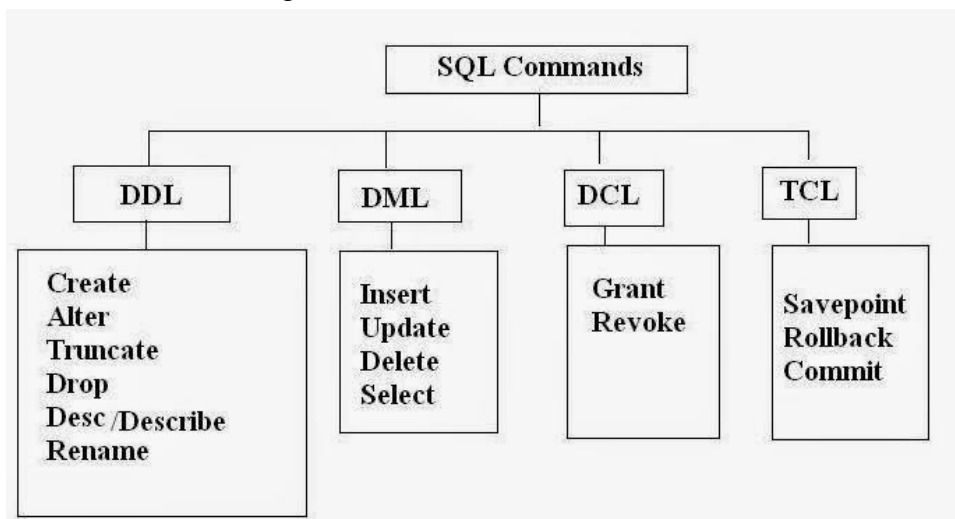 SQL Commands
DDL
DML
DCL
TCL
Create
Alter
Truncate
Drop
Desc /Describe
Rename
Insert
Update
Delete
Select
Grant
Revoke
Savepoint
Rollback
Commit